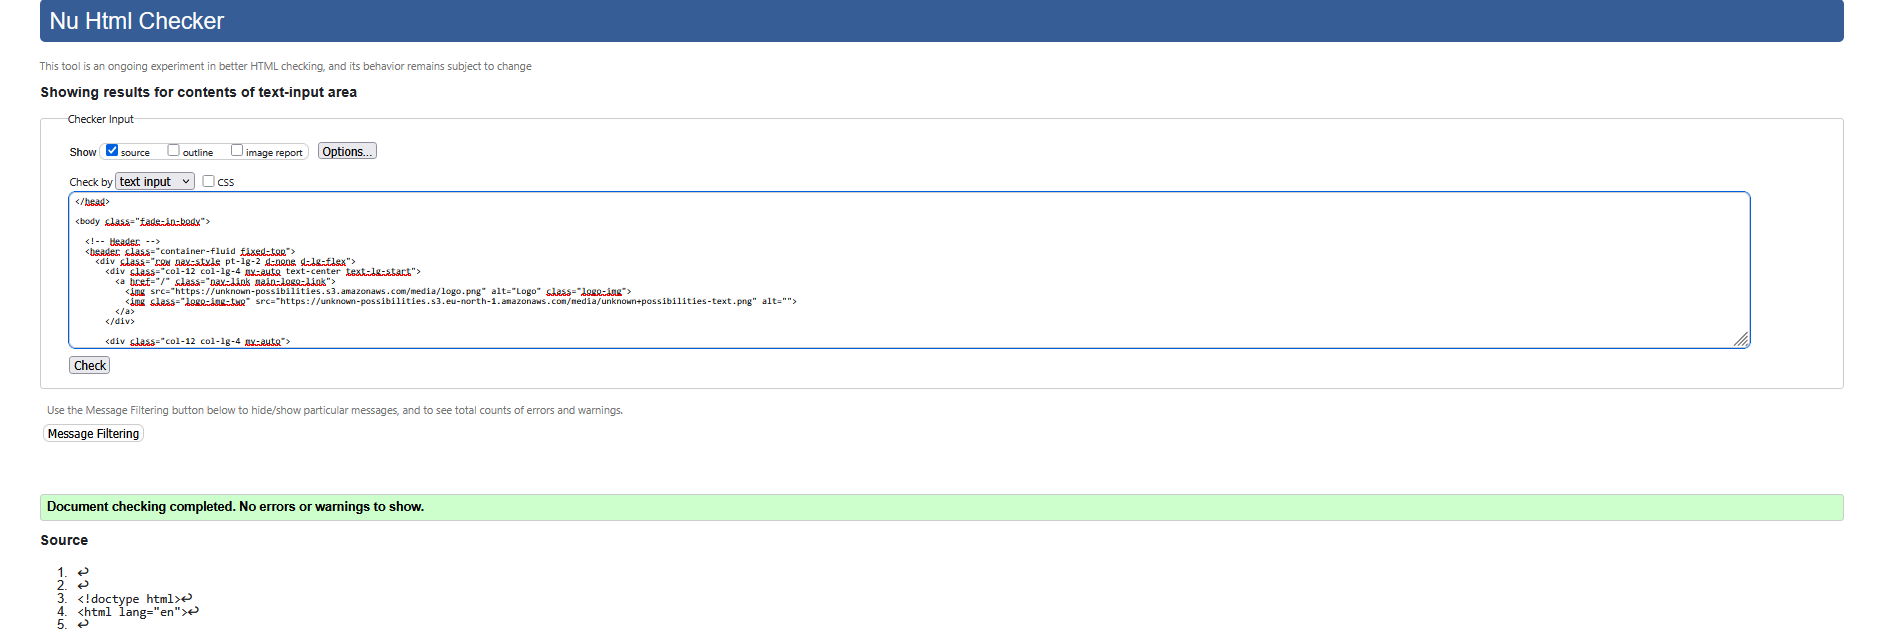 Nu Html Checker
This tool is an ongoing experiment in better HTML checking, and its behavior remains subject to change
Showing results for contents of text-input area
Checker Input
Show source outline image report Options...
Check by text input CSS
</head>
<body class="fade-in-body">
<!-- Header -->
<header class="container-fluid fixed-top">
<div class="row nav-style pt-lg-2 d-none d-lg-flex">
<div class="col-12 col-lg-4 my-auto text-center text-lg-start">
<a href="/" class="nav-link main-logo-link">
<img src="https://unknown-possibilities.s3.amazonaws.com/media/logo.png" alt="Logo" class="logo-img">
<img class="logo-img-two" src="https://unknown-possibilities.s3.eu-north-1.amazonaws.com/media/unknown+possibilities-text.png" alt="">
</a>
</div>
<div class="col-12 col-lg-4 my-auto">
Check
Use the Message Filtering button below to hide/show particular messages, and to see total counts of errors and warnings.
Message Filtering
Document checking completed. No errors or warnings to show.
Source
1. ↩
2. ↩
3. <!doctype html>↩
4. <html lang="en">↩
5. ↩